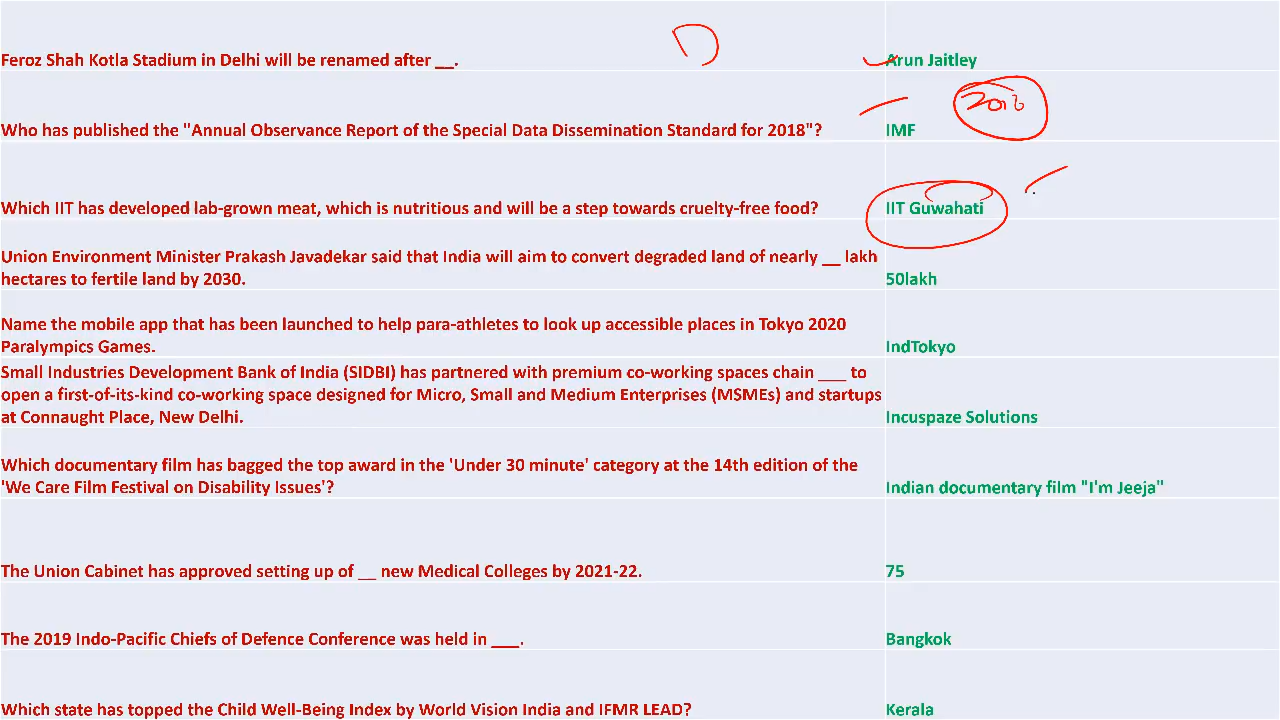 Feroz Shah Kotla Stadium in Delhi will be renamed after __.
Arun Jaitley
2018
Who has published the "Annual Observance Report of the Special Data Dissemination Standard for 2018"?
IMF
Which IIT has developed lab-grown meat, which is nutritious and will be a step towards cruelty-free food?
IIT Guwahati
Union Environment Minister Prakash Javadekar said that India will aim to convert degraded land of nearly __ lakh
hectares to fertile land by 2030.
50lakh
Name the mobile app that has been launched to help para-athletes to look up accessible places in Tokyo 2020
Paralympics Games.
IndTokyo
Small Industries Development Bank of India (SIDBI) has partnered with premium co-working spaces chain ___ to
open a first-of-its-kind co-working space designed for Micro, Small and Medium Enterprises (MSMEs) and startups
at Connaught Place, New Delhi.
Incuspaze Solutions
Which documentary film has bagged the top award in the 'Under 30 minute' category at the 14th edition of the
'We Care Film Festival on Disability Issues'?
Indian documentary film "I'm Jeeja"
The Union Cabinet has approved setting up of __ new Medical Colleges by 2021-22.
75
The 2019 Indo-Pacific Chiefs of Defence Conference was held in ___.
Bangkok
Which state has topped the Child Well-Being Index by World Vision India and IFMR LEAD?
Kerala